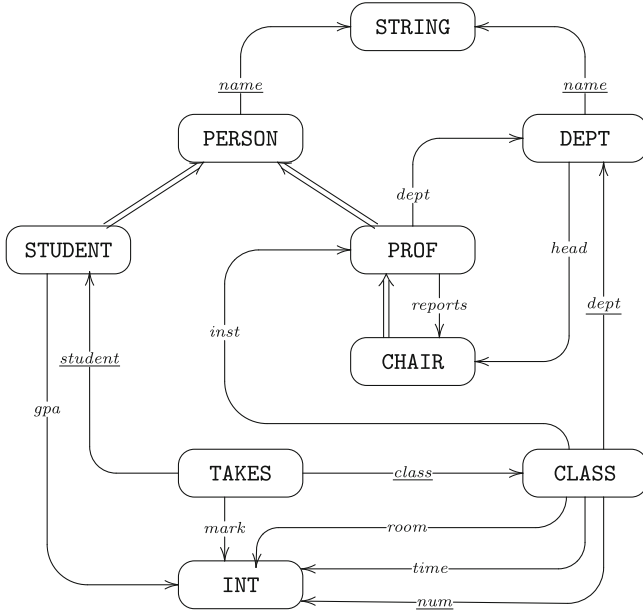 STRING
name
name
PERSON
DEPT
dept
STUDENT
PROF
head
reports
dept
inst
student
CHAIR
gpa
TAKES
class
CLASS
mark
room
time
INT
num